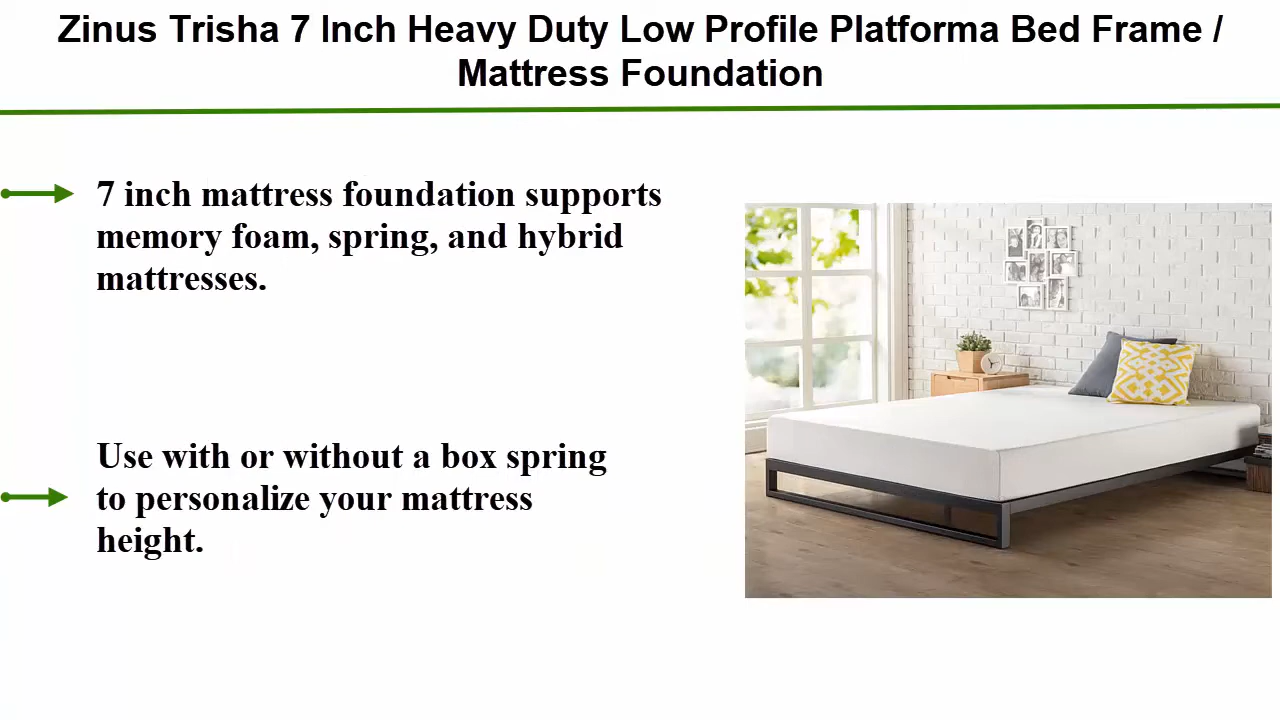 Zinus Trisha 7 Inch Heavy Duty Low Profile Platforma Bed Frame /
Mattress Foundation
7 inch mattress foundation supports
memory foam, spring, and hybrid
mattresses.
Use with or without a box spring
to personalize your mattress
height.